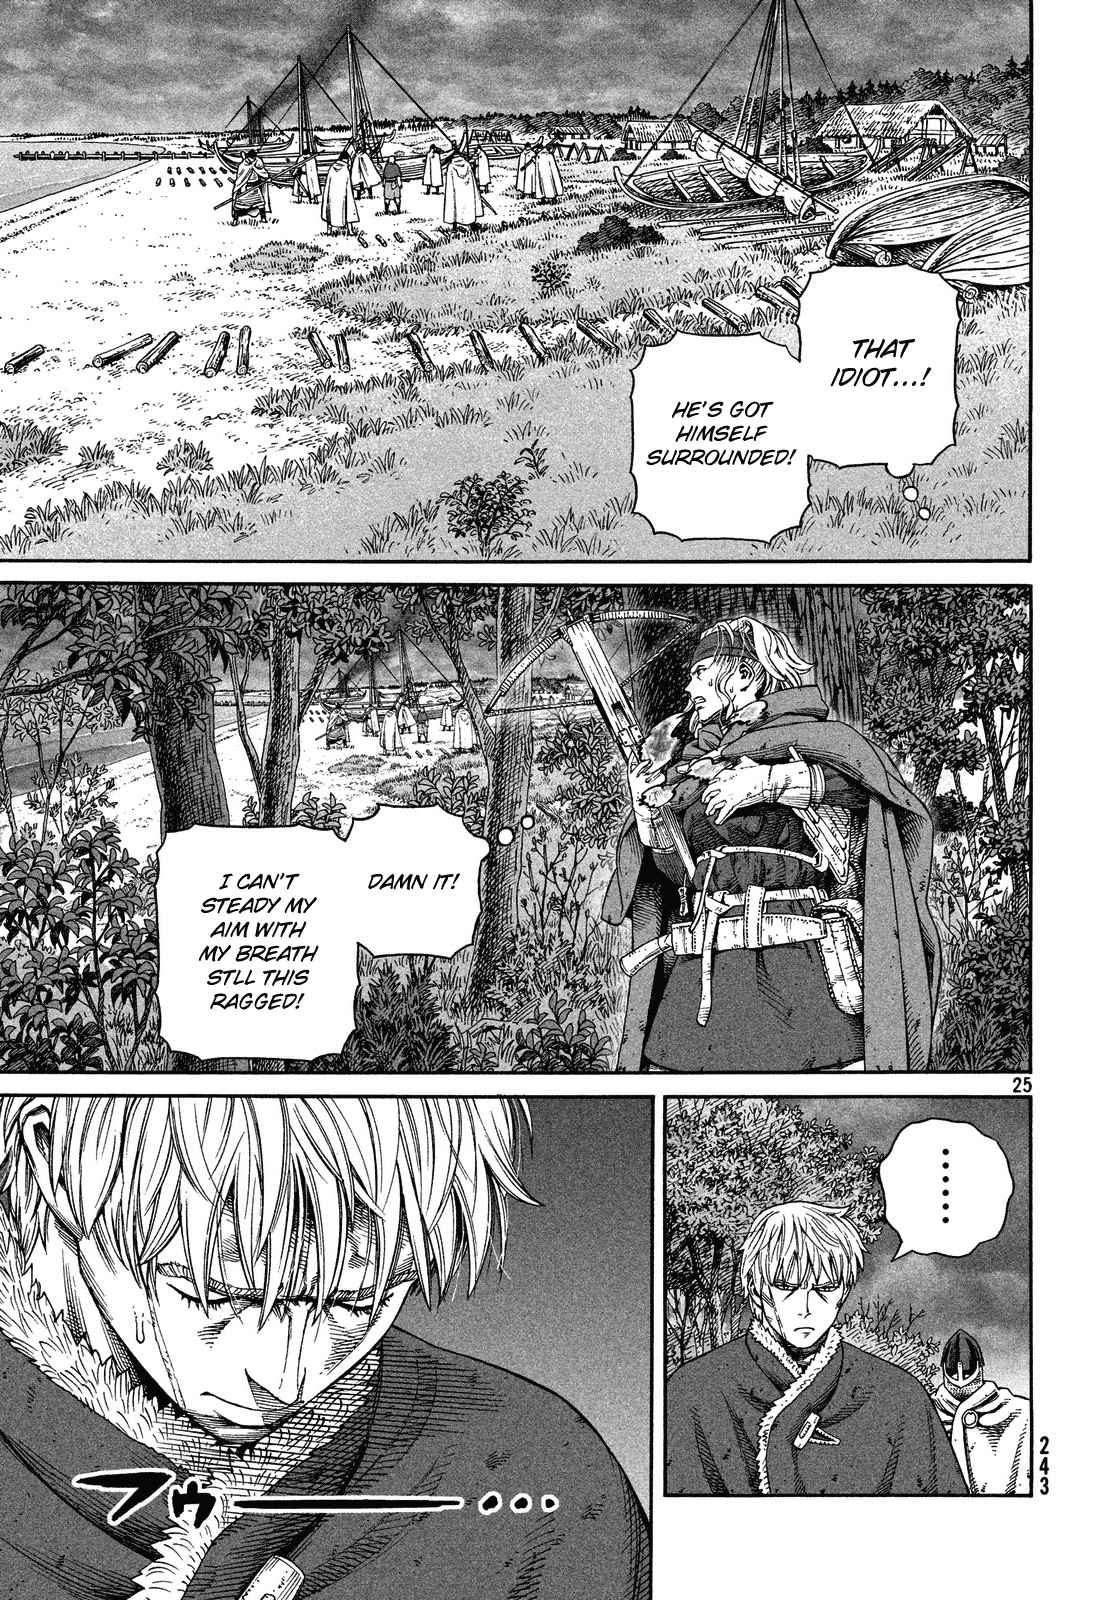 THAT
IDIOT...!
HE'S GOT
HIMSELF
SURROUNDED!
DAMN IT!
I CAN'T
STEADY MY
AIM WITH
MY BREATH
STLL THIS
RAGGED!
25
......
243
フゥ━━...